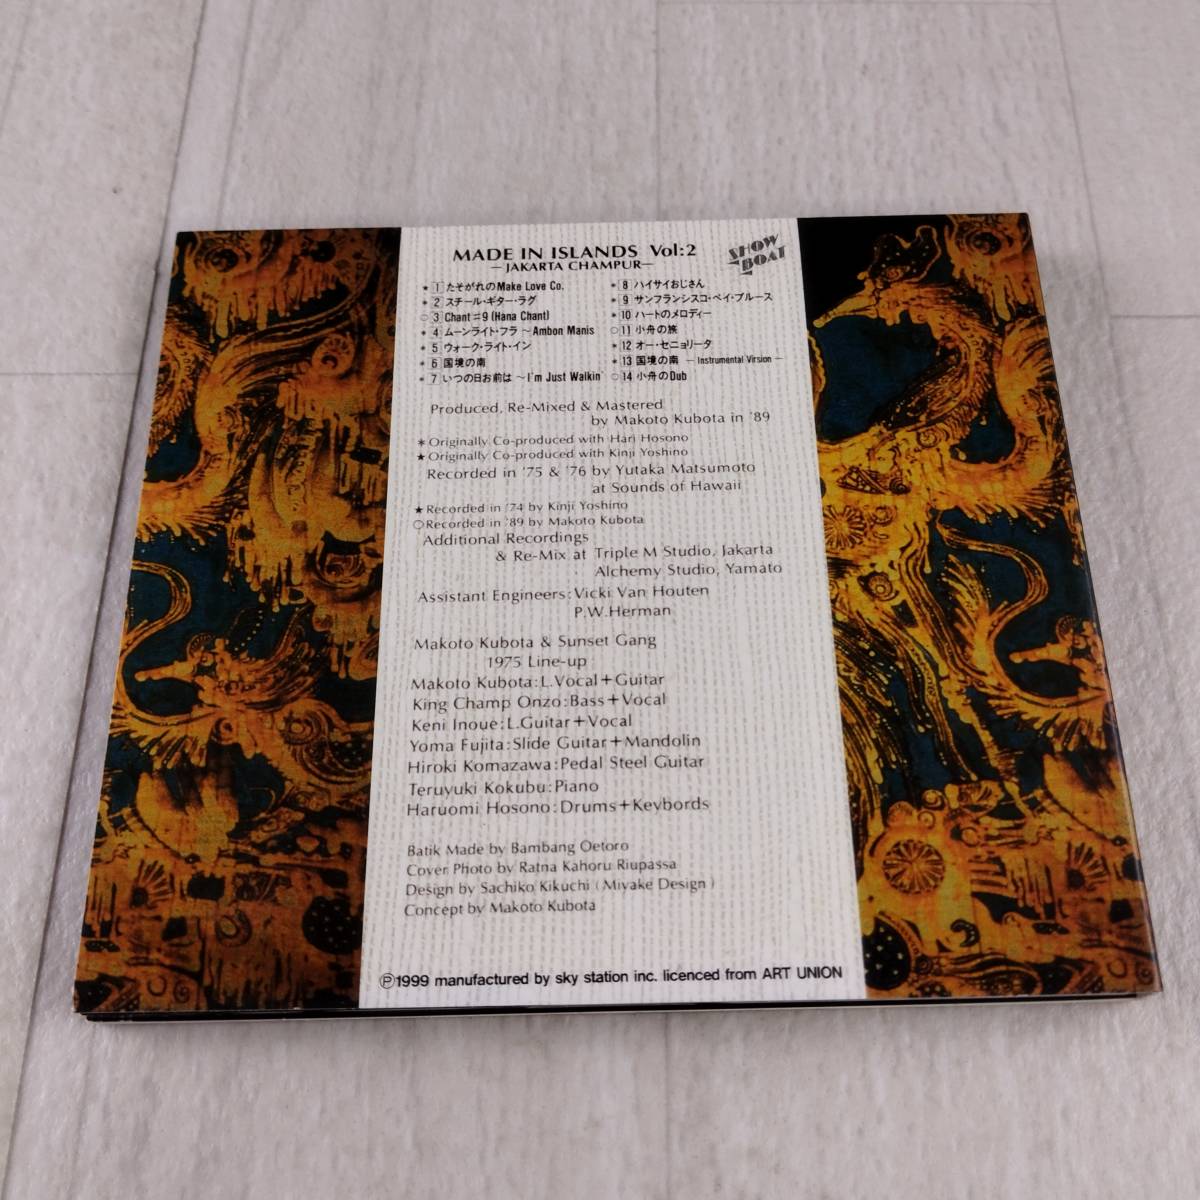 MADE IN ISLANDS Vol:2
—JAKARTA CHAMPUR—
SHOW BOAT
* 1 たそがれのMake Love Co.
* 2 スチール・ギター・ラグ
○ 3 Chant=9 (Hana Chant)
* 4 ムーンライト・フラ ～Ambon Manis
* 5 ウォーク・ライト・イン
* 6 国境の南
* 7 いつの日お前は ～I'm Just Walkin'
* 8 ハイサイおじさん
* 9 サンフランシスコ・ベイ・ブルース
* 10 ハートのメロディー
○ 11 小舟の旅
* 12 オー・セニョリータ
* 13 国境の南 — Instrumental Virsion —
○ 14 小舟のDub
Produced, Re-Mixed & Mastered
by Makoto Kubota in '89
* Originally Co-produced with Hari Hosono
★ Originally Co-produced with Kinji Yoshino
Recorded in '75 & '76 by Yutaka Matsumoto
at Sounds of Hawaii
★ Recorded in '74 by Kinji Yoshino
○ Recorded in '89 by Makoto Kubota
Additional Recordings
& Re-Mix at Triple M Studio, Jakarta
Alchemy Studio, Yamato
Assistant Engineers: Vicki Van Houten
P.W.Herman
Makoto Kubota & Sunset Gang
1975 Line-up
Makoto Kubota: L.Vocal+Guitar
King Champ Onzo: Bass+Vocal
Keni Inoue: L.Guitar+Vocal
Yoma Fujita: Slide Guitar+Mandolin
Hiroki Komazawa: Pedal Steel Guitar
Teruyuki Kokubu: Piano
Haruomi Hosono: Drums+Keybords
Batik Made by Bambang Oetoro
Cover Photo by Ratna Kahoru Riupassa
Design by Sachiko Kikuchi (Miyake Design)
Concept by Makoto Kubota
Ⓟ1999 manufactured by sky station inc. licenced from ART UNION